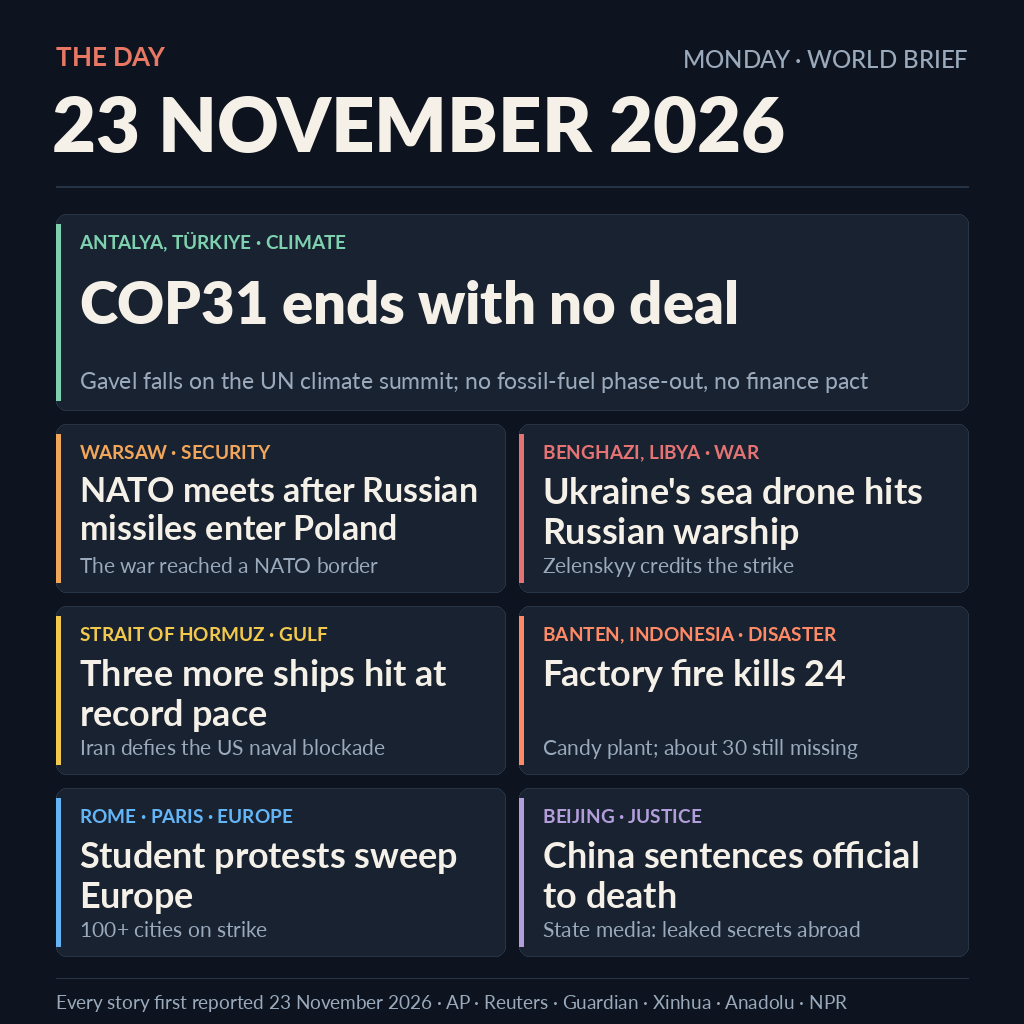 THE DAY
MONDAY · WORLD BRIEF
23 NOVEMBER 2026
ANTALYA, TÜRKIYE · CLIMATE
COP31 ends with no deal
Gavel falls on the UN climate summit; no fossil-fuel phase-out, no finance pact
WARSAW · SECURITY
NATO meets after Russian
missiles enter Poland
The war reached a NATO border
BENGHAZI, LIBYA · WAR
Ukraine's sea drone hits
Russian warship
Zelenskyy credits the strike
STRAIT OF HORMUZ · GULF
Three more ships hit at
record pace
Iran defies the US naval blockade
BANTEN, INDONESIA · DISASTER
Factory fire kills 24
Candy plant; about 30 still missing
ROME · PARIS · EUROPE
Student protests sweep
Europe
100+ cities on strike
BEIJING · JUSTICE
China sentences official
to death
State media: leaked secrets abroad
Every story first reported 23 November 2026 · AP · Reuters · Guardian · Xinhua · Anadolu · NPR